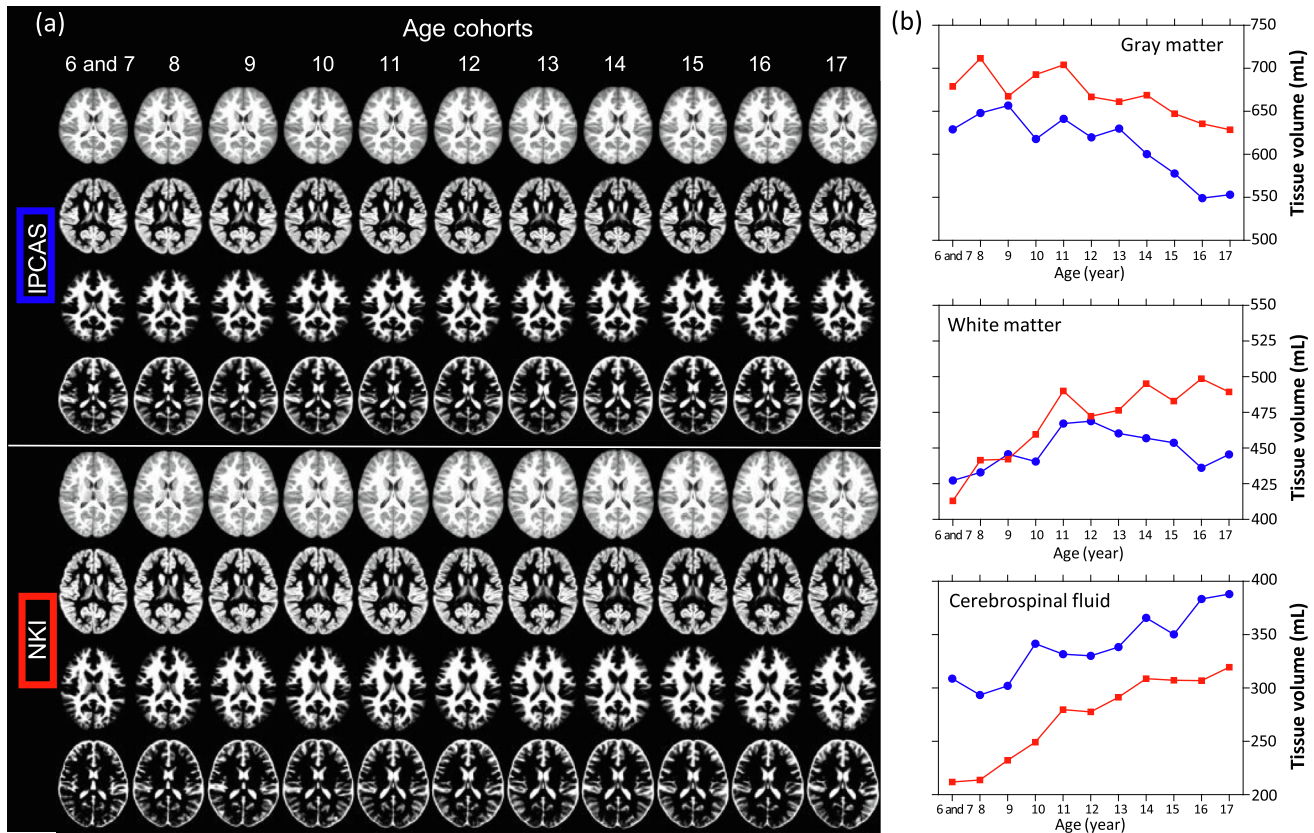 (a)
Age cohorts
6 and 7 8 9 10 11 12 13 14 15 16 17
IPCAS
NKI
(b)
Gray matter
750
700
650
600
550
500
Tissue volume (mL)
6 and 7 8 9 10 11 12 13 14 15 16 17
Age (year)
White matter
550
525
500
475
450
425
400
Tissue volume (mL)
6 and 7 8 9 10 11 12 13 14 15 16 17
Age (year)
Cerebrospinal fluid
400
350
300
250
200
Tissue volume (mL)
6 and 7 8 9 10 11 12 13 14 15 16 17
Age (year)